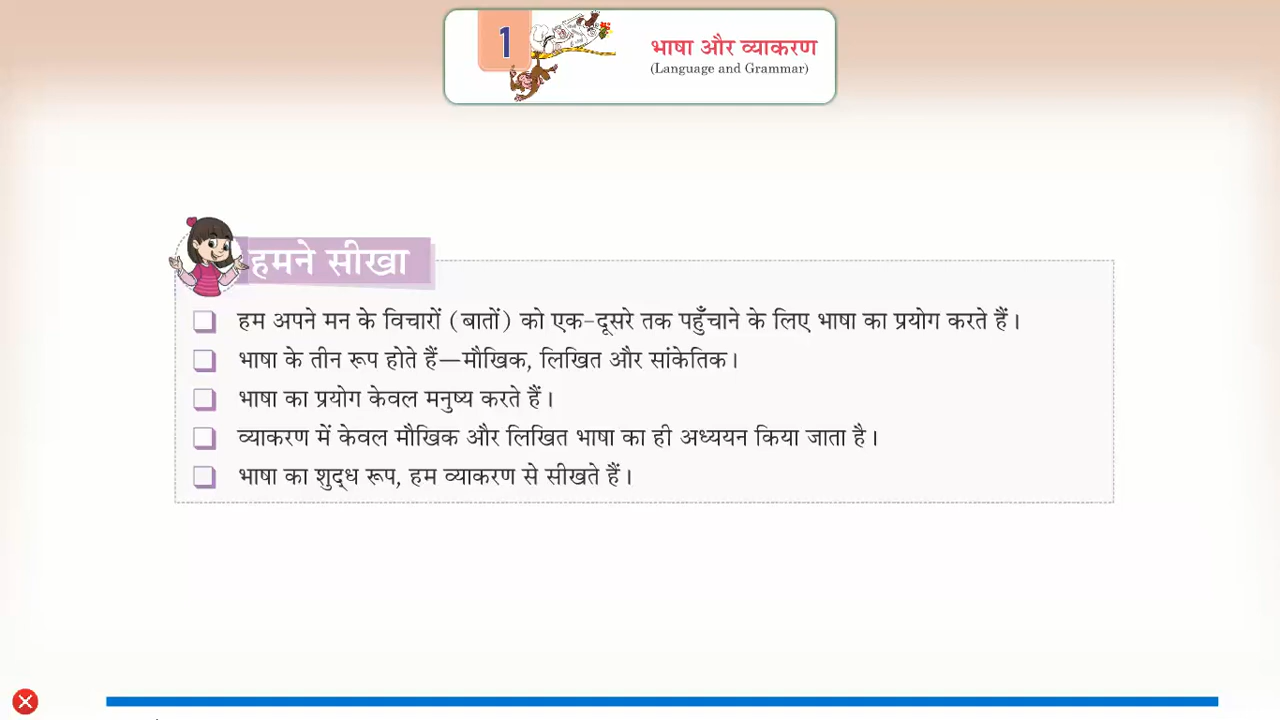 1
भाषा और व्याकरण
(Language and Grammar)
हमने सीखा
हम अपने मन के विचारों (बातों) को एक-दूसरे तक पहुँचाने के लिए भाषा का प्रयोग करते हैं।
भाषा के तीन रूप होते हैं—मौखिक, लिखित और सांकेतिक।
भाषा का प्रयोग केवल मनुष्य करते हैं।
व्याकरण में केवल मौखिक और लिखित भाषा का ही अध्ययन किया जाता है।
भाषा का शुद्ध रूप, हम व्याकरण से सीखते हैं।